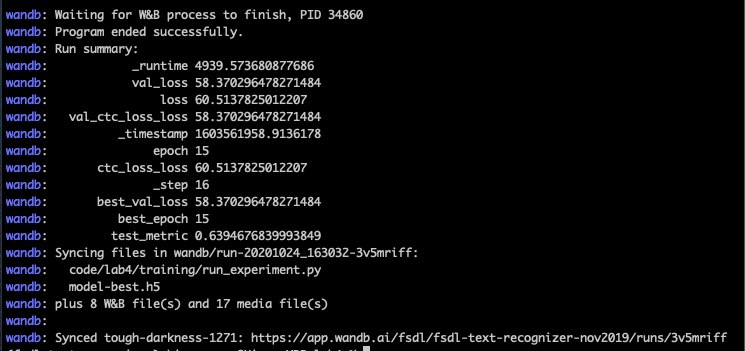 wandb: Waiting for W&B process to finish, PID 34860
wandb: Program ended successfully.
wandb: Run summary:
wandb: _runtime 4939.573680877686
wandb: val_loss 58.370296478271484
wandb: loss 60.5137825012207
wandb: val_ctc_loss_loss 58.370296478271484
wandb: _timestamp 1603561958.9136178
wandb: epoch 15
wandb: ctc_loss_loss 60.5137825012207
wandb: _step 16
wandb: best_val_loss 58.370296478271484
wandb: best_epoch 15
wandb: test_metric 0.6394676839993849
wandb: Syncing files in wandb/run-20201024_163032-3v5mriff:
wandb: code/lab4/training/run_experiment.py
wandb: model-best.h5
wandb: plus 8 W&B file(s) and 17 media file(s)
wandb:
wandb: Synced tough-darkness-1271: https://app.wandb.ai/fsdl/fsdl-text-recognizer-nov2019/runs/3v5mriff